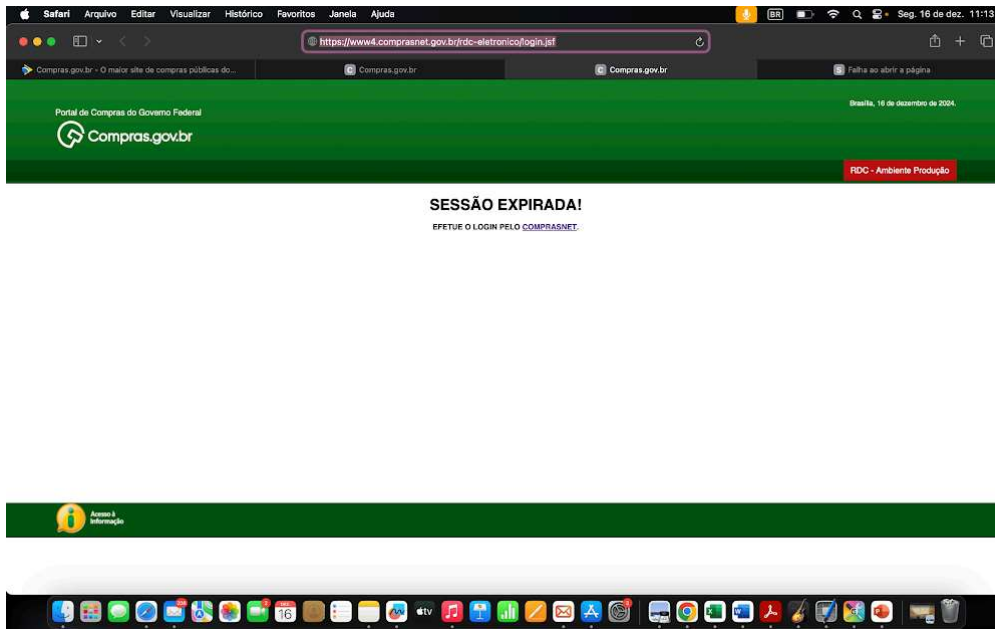 Safari Arquivo Editar Visualizar Histórico Favoritos Janela Ajuda BR Seg. 16 de dez. 11:13
https://www4.comprasnet.gov.br/rdc-eletronico/login.jsf
Compras.gov.br - O maior site de compras públicas do... C Compras.gov.br C Compras.gov.br S Falha ao abrir a página
Brasília, 16 de dezembro de 2024.
Portal de Compras do Governo Federal
Compras.gov.br
RDC - Ambiente Produção
SESSÃO EXPIRADA!
EFETUE O LOGIN PELO COMPRASNET.
Acesso à
Informação
16 tv